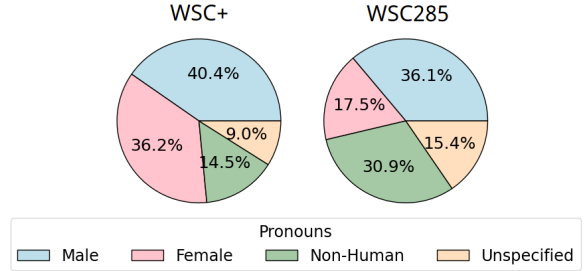 WSC+ WSC285
40.4%
36.1%
36.2%
9.0%
14.5%
17.5%
15.4%
30.9%
Pronouns
Male Female Non-Human Unspecified